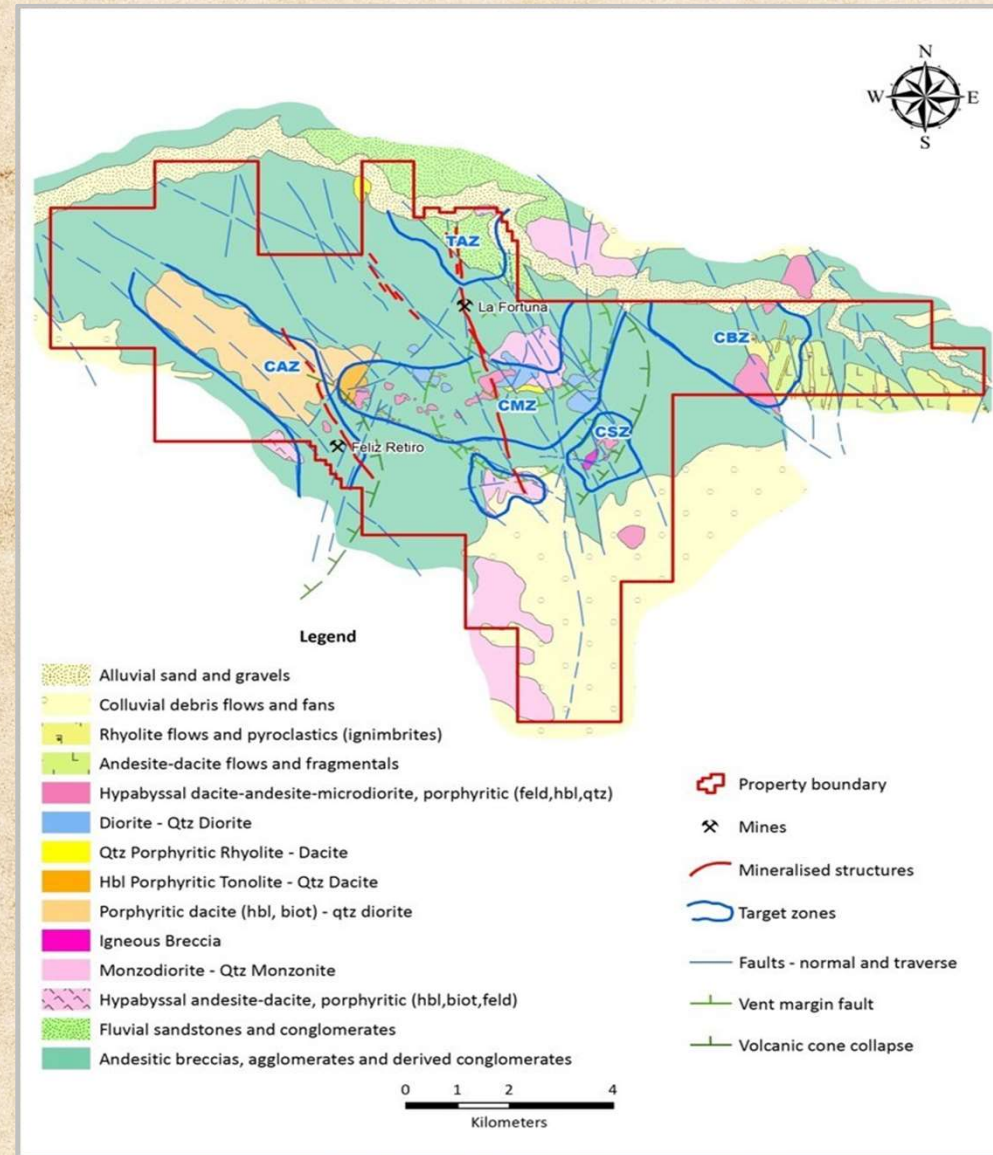 N
W E
S
TAZ
La Fortuna
CBZ
CAZ
CMZ
CSZ
Feliz Retiro
Legend
Alluvial sand and gravels
Colluvial debris flows and fans
Rhyolite flows and pyroclastics (ignimbrites)
Andesite-dacite flows and fragmentals
Hypabyssal dacite-andesite-microdiorite, porphyritic (feld,hbl,qtz)
Diorite - Qtz Diorite
Qtz Porphyritic Rhyolite - Dacite
Hbl Porphyritic Tonolite - Qtz Dacite
Porphyritic dacite (hbl, biot) - qtz diorite
Igneous Breccia
Monzodiorite - Qtz Monzonite
Hypabyssal andesite-dacite, porphyritic (hbl,biot,feld)
Fluvial sandstones and conglomerates
Andesitic breccias, agglomerates and derived conglomerates
Property boundary
Mines
Mineralised structures
Target zones
Faults - normal and traverse
Vent margin fault
Volcanic cone collapse
0 1 2 4
Kilometers